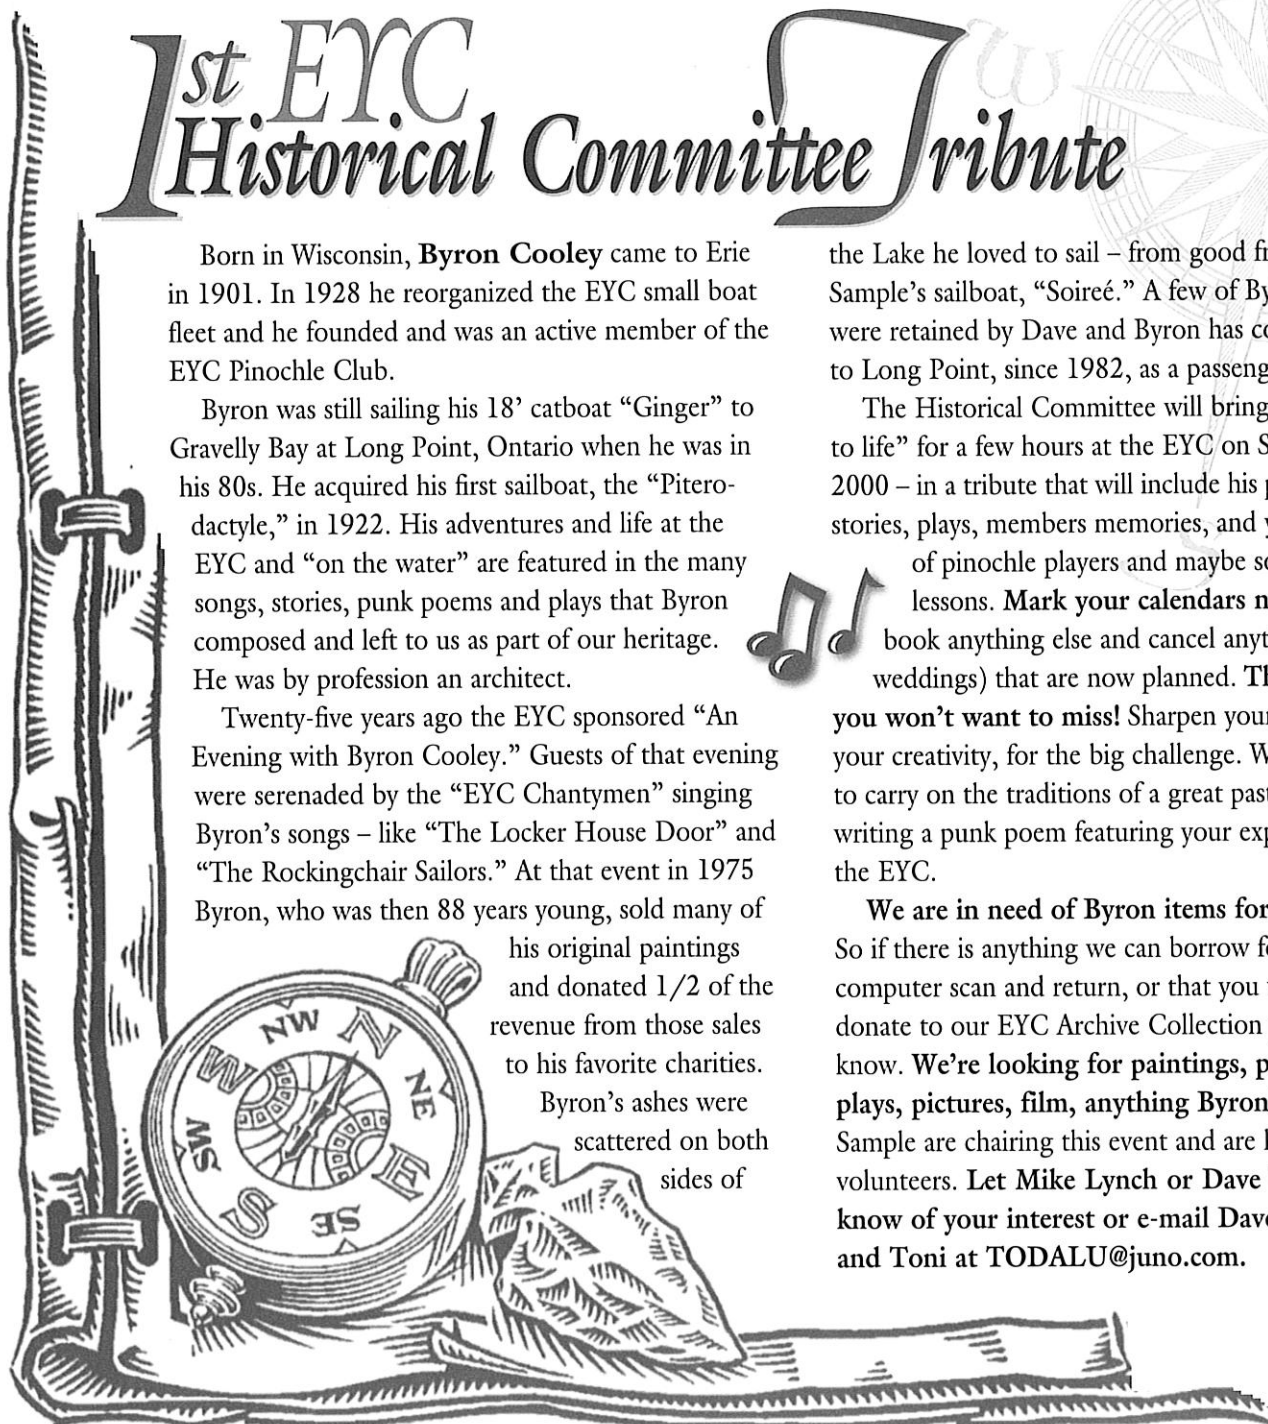 1st EYC
Historical Committee Tribute
Born in Wisconsin, Byron Cooley came to Erie
in 1901. In 1928 he reorganized the EYC small boat
fleet and he founded and was an active member of the
EYC Pinochle Club.
Byron was still sailing his 18’ catboat “Ginger” to
Gravelly Bay at Long Point, Ontario when he was in
his 80s. He acquired his first sailboat, the “Pitero-
dactyle,” in 1922. His adventures and life at the
EYC and “on the water” are featured in the many
songs, stories, punk poems and plays that Byron
composed and left to us as part of our heritage.
He was by profession an architect.
Twenty-five years ago the EYC sponsored “An
Evening with Byron Cooley.” Guests of that evening
were serenaded by the “EYC Chantymen” singing
Byron’s songs – like “The Locker House Door” and
“The Rockingchair Sailors.” At that event in 1975
Byron, who was then 88 years young, sold many of
his original paintings
and donated 1/2 of the
revenue from those sales
to his favorite charities.
Byron’s ashes were
scattered on both
sides of
the Lake he loved to sail – from good fr
Sample’s sailboat, “Soireé.” A few of By
were retained by Dave and Byron has co
to Long Point, since 1982, as a passeng
The Historical Committee will bring
to life” for a few hours at the EYC on S
2000 – in a tribute that will include his p
stories, plays, members memories, and y
of pinochle players and maybe so
lessons. Mark your calendars n
book anything else and cancel anyt
weddings) that are now planned. Th
you won’t want to miss! Sharpen your
your creativity, for the big challenge. W
to carry on the traditions of a great past
writing a punk poem featuring your exp
the EYC.
We are in need of Byron items for
So if there is anything we can borrow fo
computer scan and return, or that you
donate to our EYC Archive Collection
know. We’re looking for paintings, p
plays, pictures, film, anything Byron
Sample are chairing this event and are l
volunteers. Let Mike Lynch or Dave
know of your interest or e-mail Dave
and Toni at TODALU@juno.com.
N
NE
E
SE
S
SW
W
NW
W
S